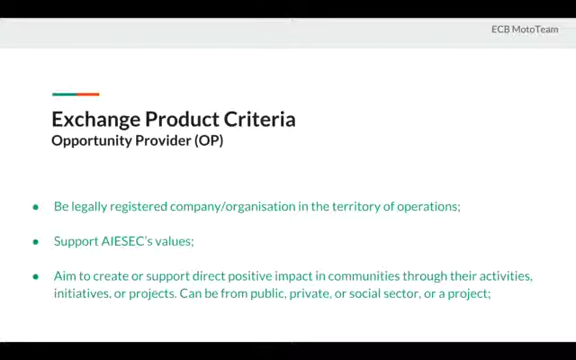 ECB MotoTeam
Exchange Product Criteria
Opportunity Provider (OP)
● Be legally registered company/organisation in the territory of operations;
● Support AIESEC's values;
● Aim to create or support direct positive impact in communities through their activities,
initiatives, or projects. Can be from public, private, or social sector, or a project;